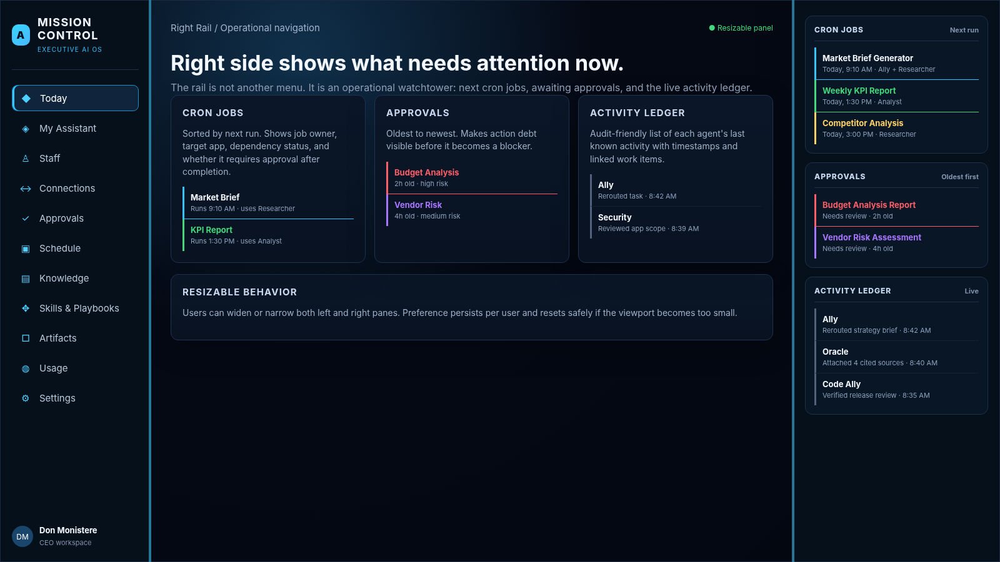 A
MISSION
CONTROL
EXECUTIVE AI OS
Today
My Assistant
Staff
Connections
Approvals
Schedule
Knowledge
Skills & Playbooks
Artifacts
Usage
Settings
DM
Don Monistere
CEO workspace
Right Rail / Operational navigation
Resizable panel
Right side shows what needs attention now.
The rail is not another menu. It is an operational watchtower: next cron jobs, awaiting approvals, and the live activity ledger.
CRON JOBS
Sorted by next run. Shows job owner,
target app, dependency status, and
whether it requires approval after
completion.
Market Brief
Runs 9:10 AM · uses Researcher
KPI Report
Runs 1:30 PM · uses Analyst
APPROVALS
Oldest to newest. Makes action debt
visible before it becomes a blocker.
Budget Analysis
2h old · high risk
Vendor Risk
4h old · medium risk
ACTIVITY LEDGER
Audit-friendly list of each agent's last
known activity with timestamps and
linked work items.
Ally
Rerouted task · 8:42 AM
Security
Reviewed app scope · 8:39 AM
RESIZABLE BEHAVIOR
Users can widen or narrow both left and right panes. Preference persists per user and resets safely if the viewport becomes too small.
CRON JOBS
Next run
Market Brief Generator
Today, 9:10 AM · Ally + Researcher
Weekly KPI Report
Today, 1:30 PM · Analyst
Competitor Analysis
Today, 3:00 PM · Researcher
APPROVALS
Oldest first
Budget Analysis Report
Needs review · 2h old
Vendor Risk Assessment
Needs review · 4h old
ACTIVITY LEDGER
Live
Ally
Rerouted strategy brief · 8:42 AM
Oracle
Attached 4 cited sources · 8:40 AM
Code Ally
Verified release review · 8:35 AM